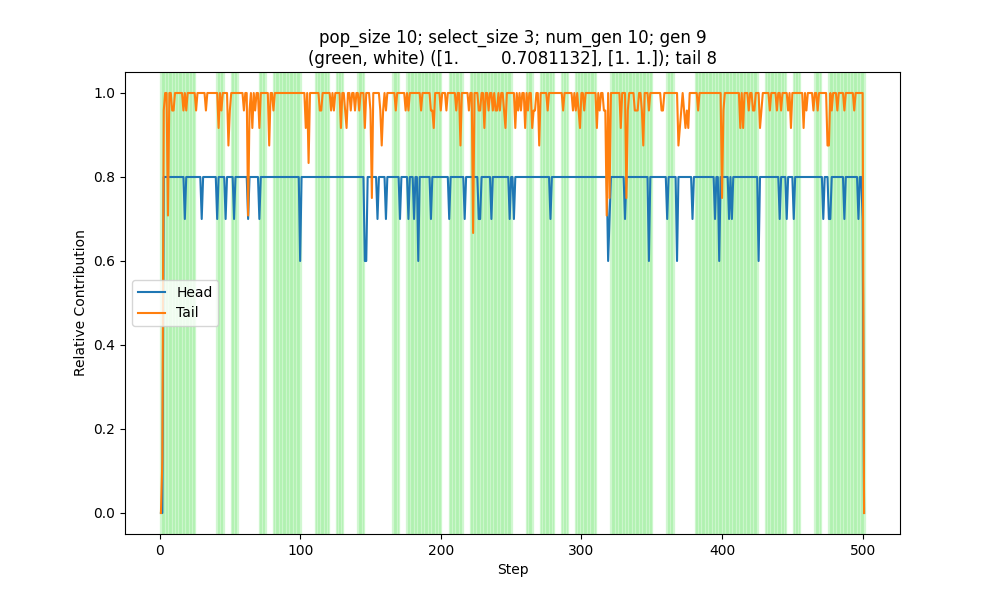 pop_size 10; select_size 3; num_gen 10; gen 9
(green, white) ([1.        0.7081132], [1. 1.]); tail 8
1.0
0.8
0.6
0.4
0.2
0.0
Relative Contribution
Head
Tail
0
100
200
300
400
500
Step